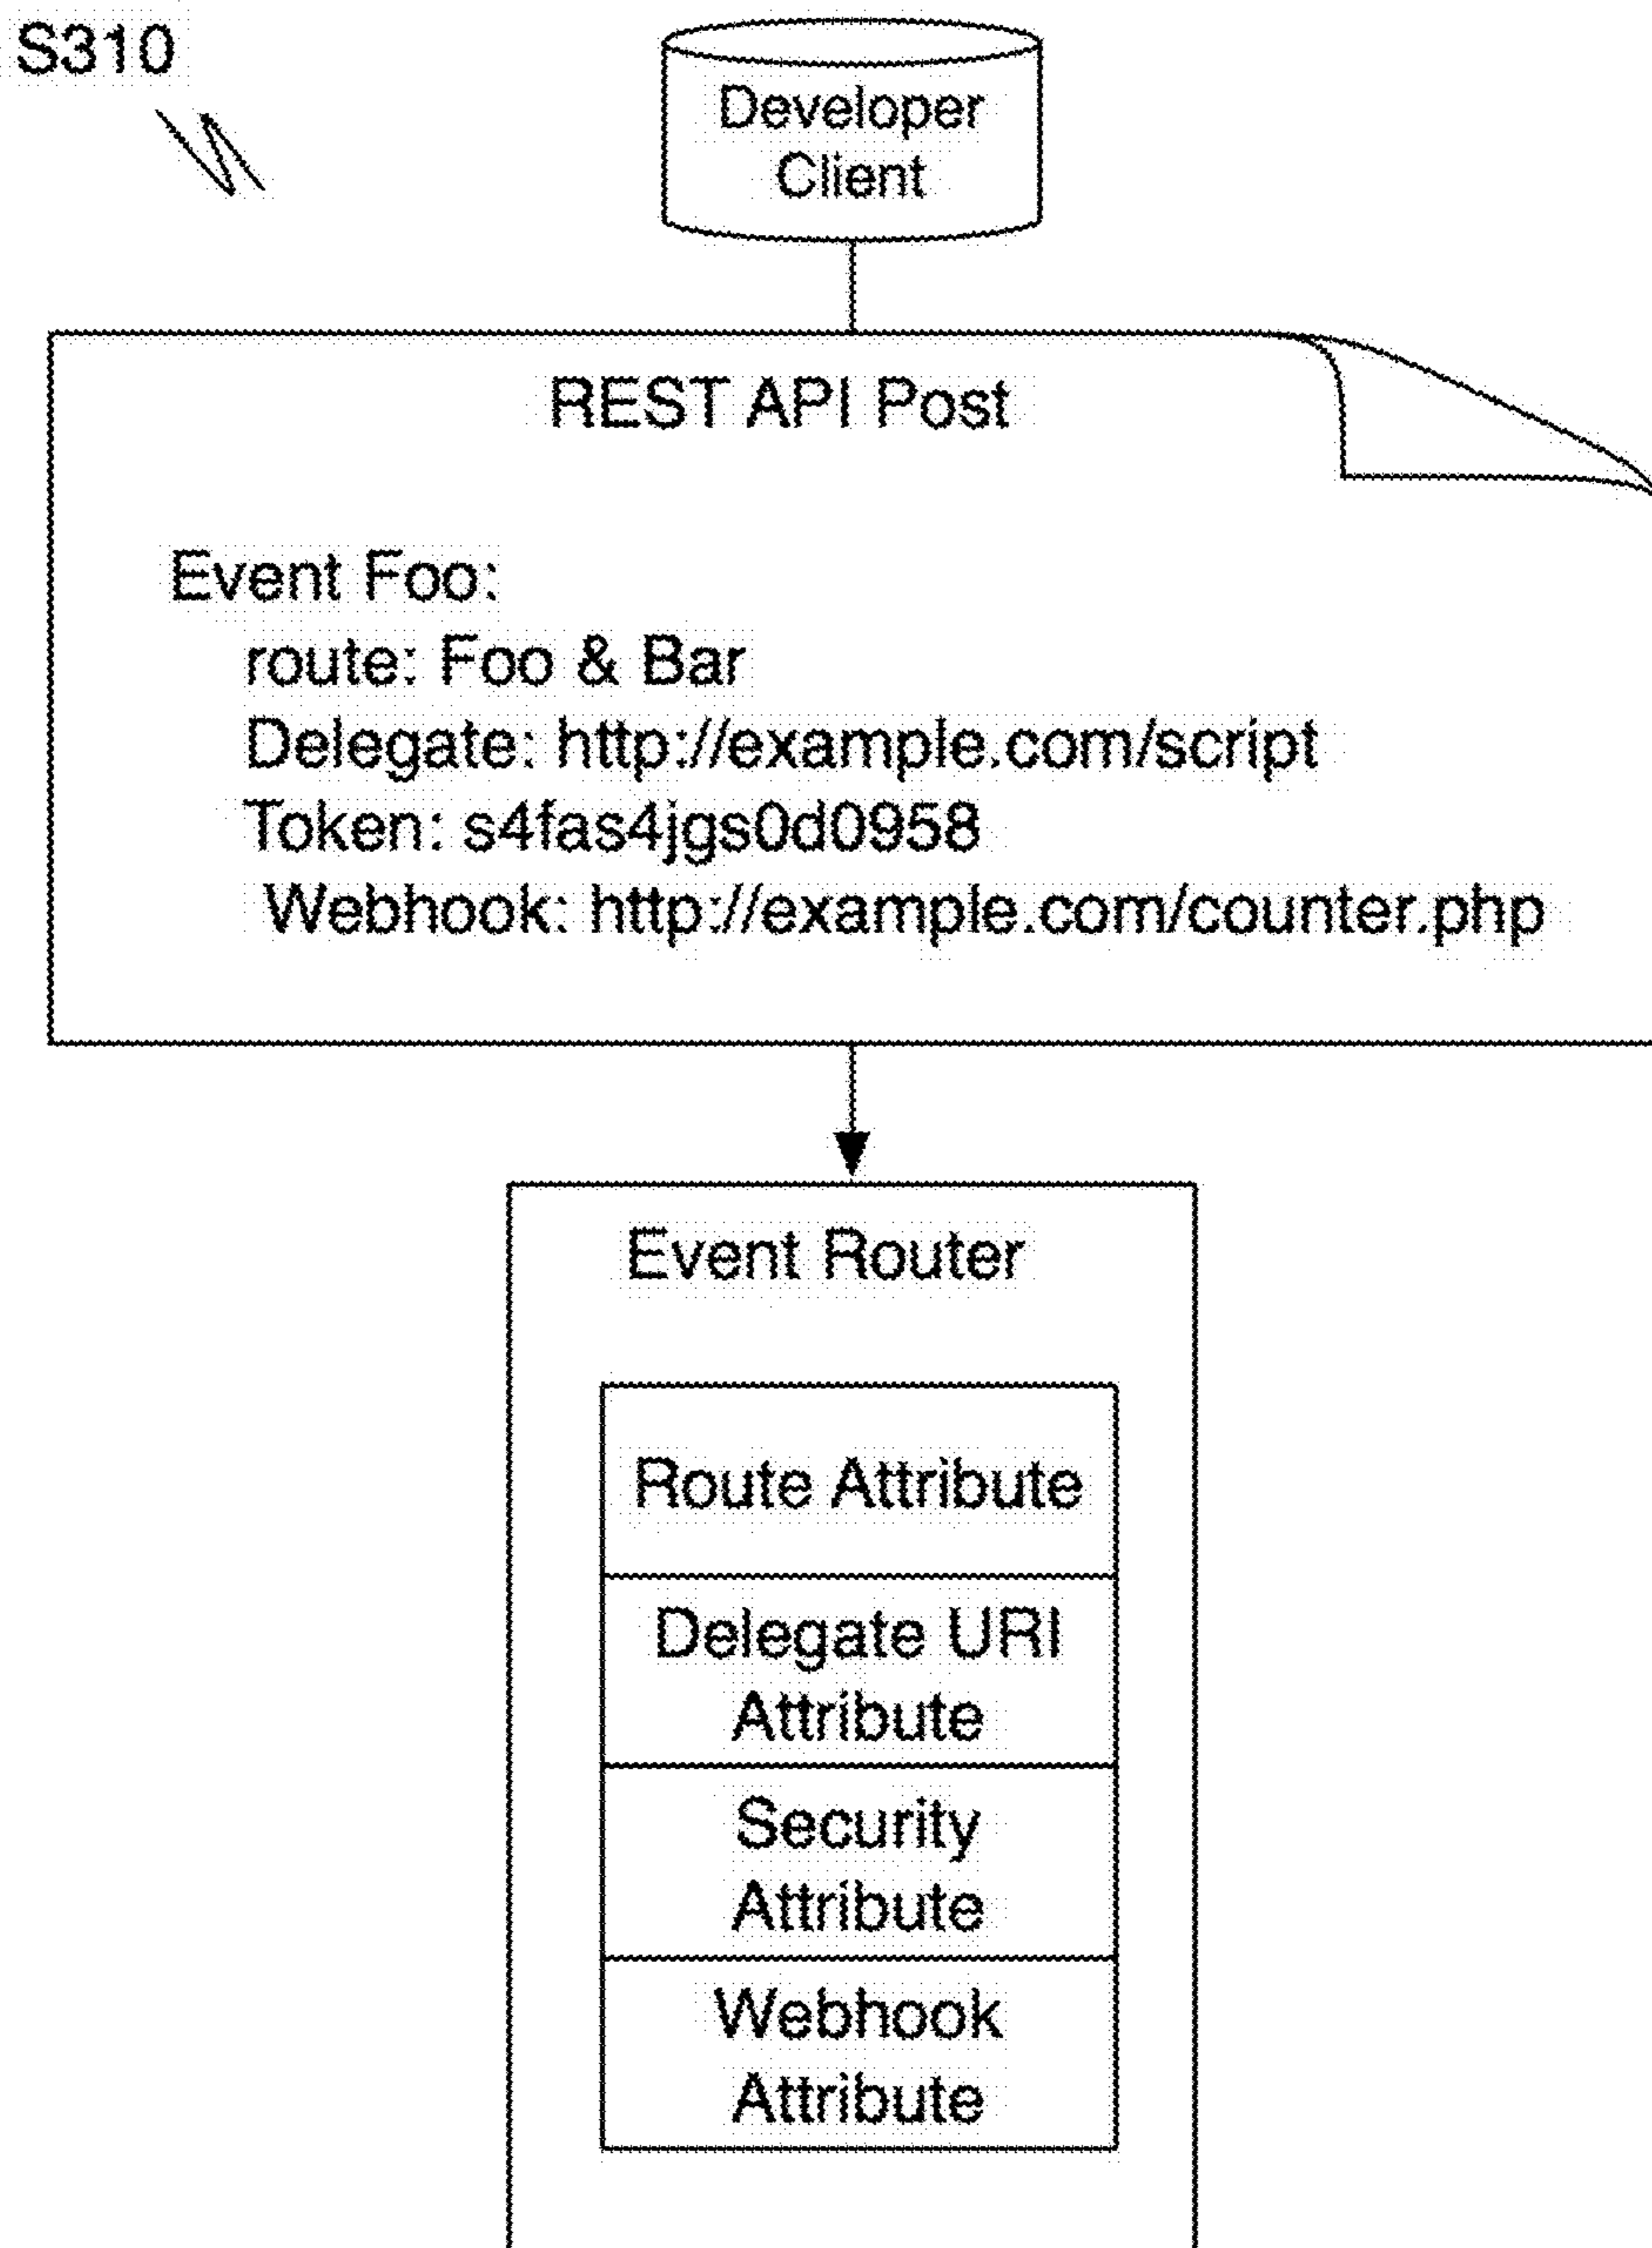 S310
Developer
Client
REST API Post
Event Foo:
route: Foo & Bar
Delegate: http://example.com/script
Token: s4fas4jgs0d0958
Webhook: http://example.com/counter.php
Event Router
Route Attribute
Delegate URI
Attribute
Security
Attribute
Webhook
Attribute